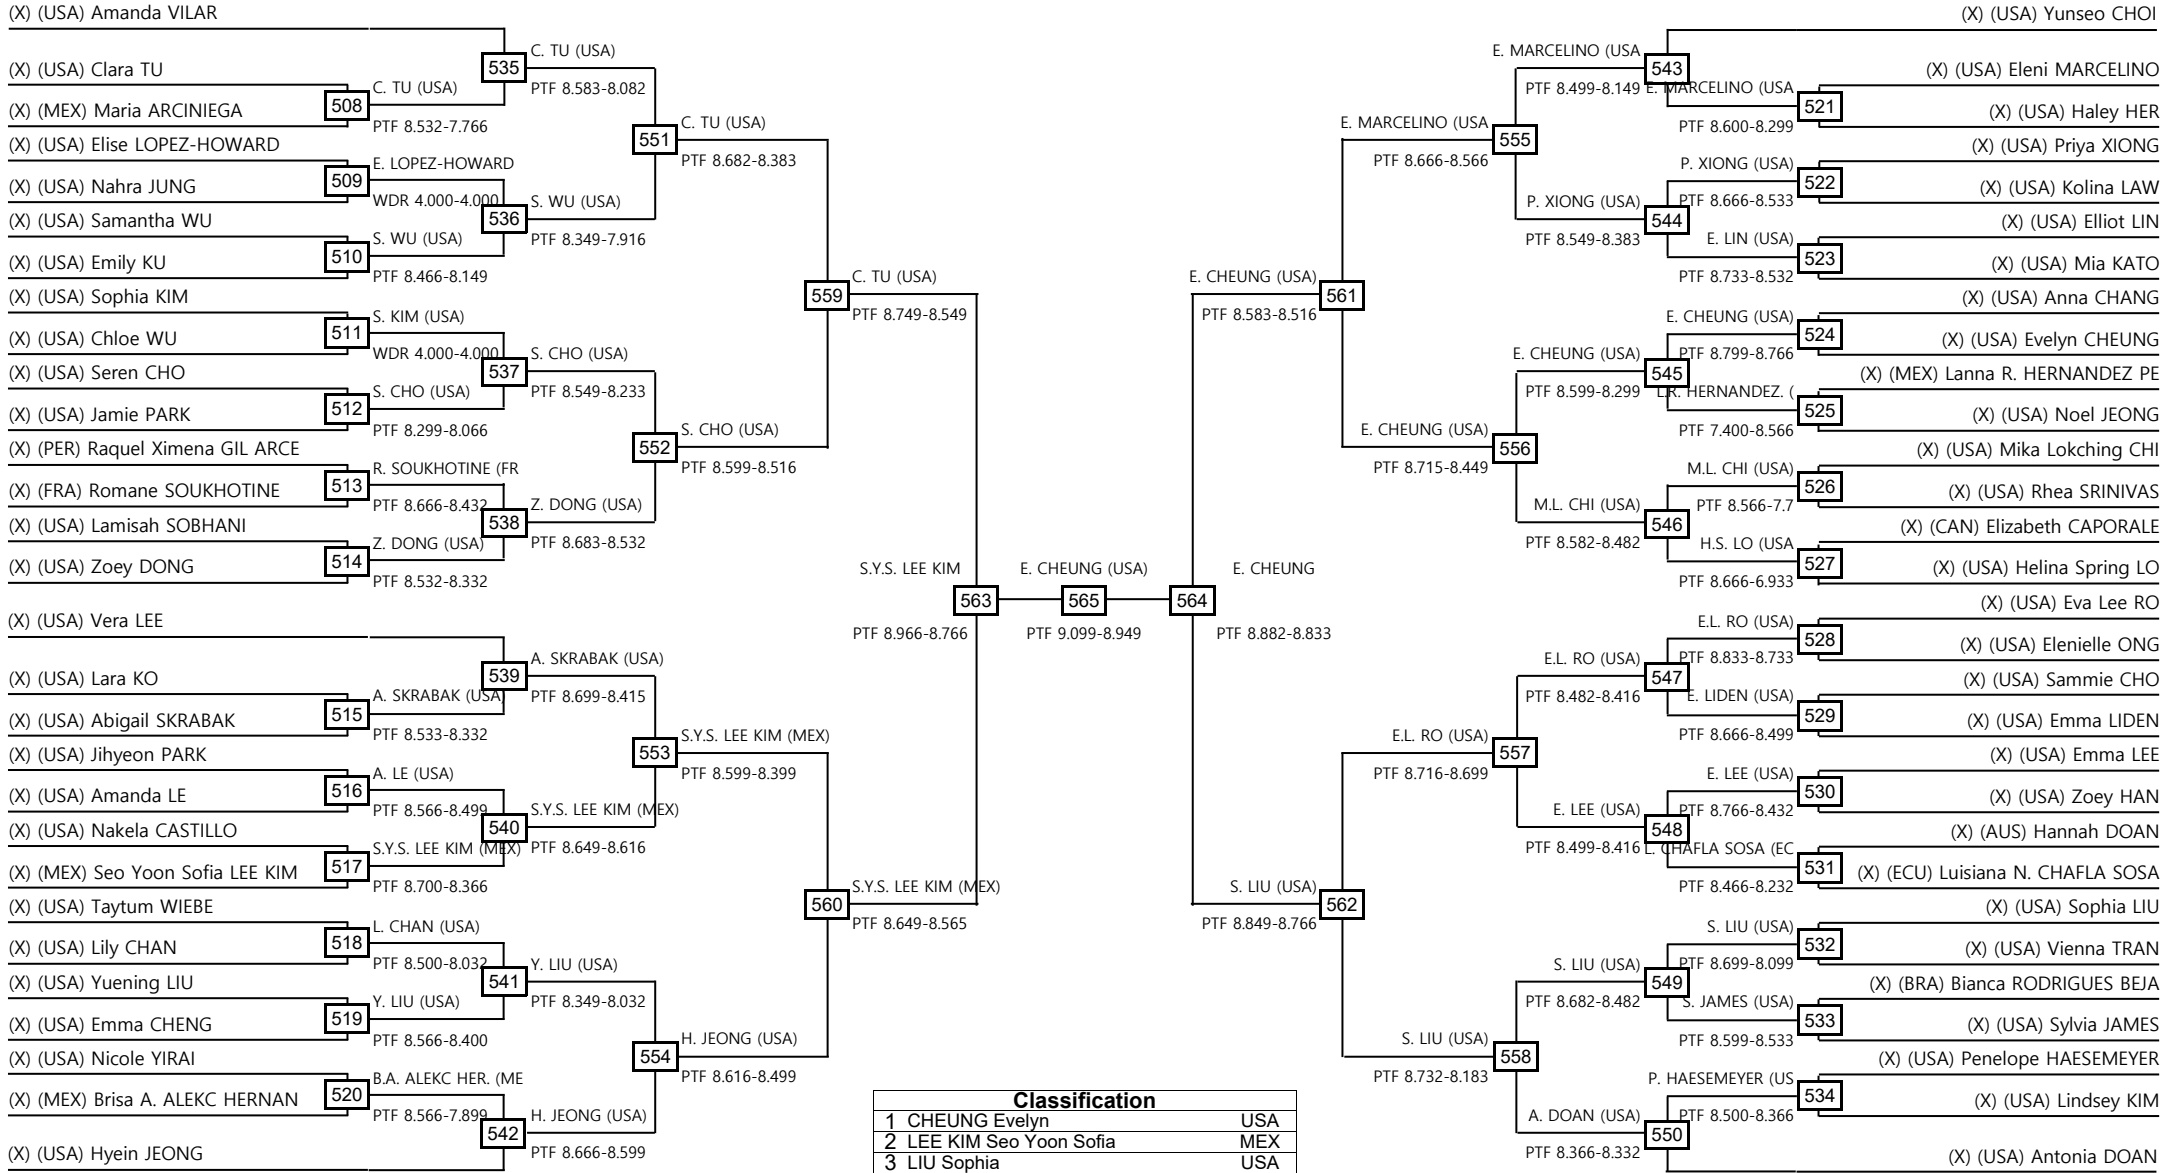 (X) (USA) Amanda VILAR
(X) (USA) Clara TU
(X) (MEX) Maria ARCINIEGA
(X) (USA) Elise LOPEZ-HOWARD
(X) (USA) Nahra JUNG
(X) (USA) Samantha WU
(X) (USA) Emily KU
(X) (USA) Sophia KIM
(X) (USA) Chloe WU
(X) (USA) Seren CHO
(X) (USA) Jamie PARK
(X) (PER) Raquel Ximena GIL ARCE
(X) (FRA) Romane SOUKHOTINE
(X) (USA) Lamisah SOBHANI
(X) (USA) Zoey DONG
(X) (USA) Vera LEE
(X) (USA) Lara KO
(X) (USA) Abigail SKRABAK
(X) (USA) Jihyeon PARK
(X) (USA) Amanda LE
(X) (USA) Nakela CASTILLO
(X) (MEX) Seo Yoon Sofia LEE KIM
(X) (USA) Taytum WIEBE
(X) (USA) Lily CHAN
(X) (USA) Yuening LIU
(X) (USA) Emma CHENG
(X) (USA) Nicole YIRAI
(X) (MEX) Brisa A. ALEKC HERNAN
(X) (USA) Hyein JEONG
508
C. TU (USA)
PTF 8.532-7.766
509
E. LOPEZ-HOWARD
WDR 4.000-4.000
510
S. WU (USA)
PTF 8.466-8.149
511
S. KIM (USA)
WDR 4.000-4.000
512
S. CHO (USA)
PTF 8.299-8.066
513
R. SOUKHOTINE (FR
PTF 8.666-8.432
514
Z. DONG (USA)
PTF 8.532-8.332
515
A. SKRABAK (USA)
PTF 8.533-8.332
516
A. LE (USA)
PTF 8.566-8.499
517
S.Y.S. LEE KIM (MEX)
PTF 8.700-8.366
518
L. CHAN (USA)
PTF 8.500-8.032
519
Y. LIU (USA)
PTF 8.566-8.400
520
B.A. ALEKC HER. (ME
PTF 8.566-7.899
535
C. TU (USA)
PTF 8.583-8.082
536
S. WU (USA)
PTF 8.349-7.916
537
S. CHO (USA)
PTF 8.549-8.233
538
Z. DONG (USA)
PTF 8.683-8.532
539
A. SKRABAK (USA)
PTF 8.699-8.415
540
S.Y.S. LEE KIM (MEX)
PTF 8.649-8.616
541
Y. LIU (USA)
PTF 8.349-8.032
542
H. JEONG (USA)
PTF 8.666-8.599
551
C. TU (USA)
PTF 8.682-8.383
552
S. CHO (USA)
PTF 8.599-8.516
553
S.Y.S. LEE KIM (MEX)
PTF 8.599-8.399
554
H. JEONG (USA)
PTF 8.616-8.499
559
C. TU (USA)
PTF 8.749-8.549
560
S.Y.S. LEE KIM (MEX)
PTF 8.649-8.565
S.Y.S. LEE KIM
563
PTF 8.966-8.766
E. CHEUNG (USA)
565
PTF 9.099-8.949
E. CHEUNG
564
PTF 8.882-8.833
E. CHEUNG (USA)
561
PTF 8.583-8.516
S. LIU (USA)
562
PTF 8.849-8.766
E. MARCELINO (USA
555
PTF 8.666-8.566
E. CHEUNG (USA)
556
PTF 8.715-8.449
E.L. RO (USA)
557
PTF 8.716-8.699
S. LIU (USA)
558
PTF 8.732-8.183
E. MARCELINO (USA
543
PTF 8.499-8.149
P. XIONG (USA)
544
PTF 8.549-8.383
E. CHEUNG (USA)
545
PTF 8.599-8.299
M.L. CHI (USA)
546
PTF 8.582-8.482
E.L. RO (USA)
547
PTF 8.482-8.416
E. LEE (USA)
548
PTF 8.499-8.416
S. LIU (USA)
549
PTF 8.682-8.482
A. DOAN (USA)
550
PTF 8.366-8.332
E. MARCELINO (USA
521
PTF 8.600-8.299
P. XIONG (USA)
522
PTF 8.666-8.533
E. LIN (USA)
523
PTF 8.733-8.532
E. CHEUNG (USA)
524
PTF 8.799-8.766
L.R. HERNANDEZ. (
525
PTF 7.400-8.566
M.L. CHI (USA)
526
PTF 8.566-7.7
H.S. LO (USA
527
PTF 8.666-6.933
E.L. RO (USA)
528
PTF 8.833-8.733
E. LIDEN (USA)
529
PTF 8.666-8.499
E. LEE (USA)
530
PTF 8.766-8.432
L. CHAFLA SOSA (EC
531
PTF 8.466-8.232
S. LIU (USA)
532
PTF 8.699-8.099
S. JAMES (USA)
533
PTF 8.599-8.533
P. HAESEMEYER (US
534
PTF 8.500-8.366
(X) (USA) Yunseo CHOI
(X) (USA) Eleni MARCELINO
(X) (USA) Haley HER
(X) (USA) Priya XIONG
(X) (USA) Kolina LAW
(X) (USA) Elliot LIN
(X) (USA) Mia KATO
(X) (USA) Anna CHANG
(X) (USA) Evelyn CHEUNG
(X) (MEX) Lanna R. HERNANDEZ PE
(X) (USA) Noel JEONG
(X) (USA) Mika Lokching CHI
(X) (USA) Rhea SRINIVAS
(X) (CAN) Elizabeth CAPORALE
(X) (USA) Helina Spring LO
(X) (USA) Eva Lee RO
(X) (USA) Elenielle ONG
(X) (USA) Sammie CHO
(X) (USA) Emma LIDEN
(X) (USA) Emma LEE
(X) (USA) Zoey HAN
(X) (AUS) Hannah DOAN
(X) (ECU) Luisiana N. CHAFLA SOSA
(X) (USA) Sophia LIU
(X) (USA) Vienna TRAN
(X) (BRA) Bianca RODRIGUES BEJA
(X) (USA) Sylvia JAMES
(X) (USA) Penelope HAESEMEYER
(X) (USA) Lindsey KIM
(X) (USA) Antonia DOAN
Classification
1 CHEUNG Evelyn USA
2 LEE KIM Seo Yoon Sofia MEX
3 LIU Sophia USA